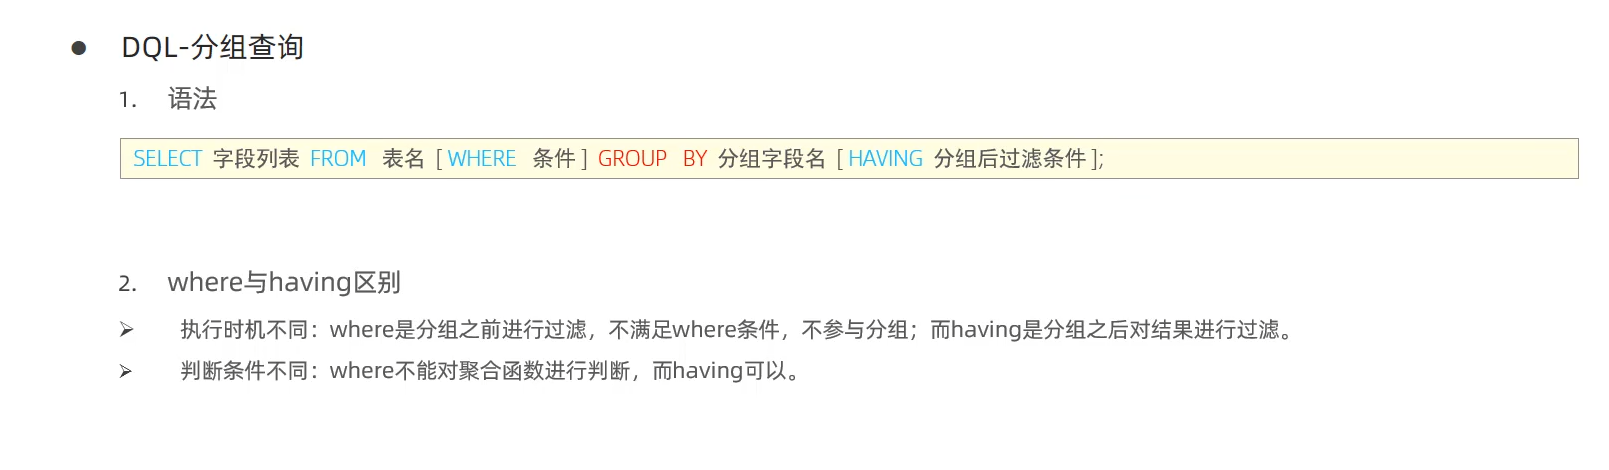 ● DQL-分组查询
1. 语法
SELECT 字段列表 FROM 表名 [ WHERE 条件 ] GROUP BY 分组字段名 [ HAVING 分组后过滤条件 ];
2. where与having区别
➢ 执行时机不同：where是分组之前进行过滤，不满足where条件，不参与分组；而having是分组之后对结果进行过滤。
➢ 判断条件不同：where不能对聚合函数进行判断，而having可以。